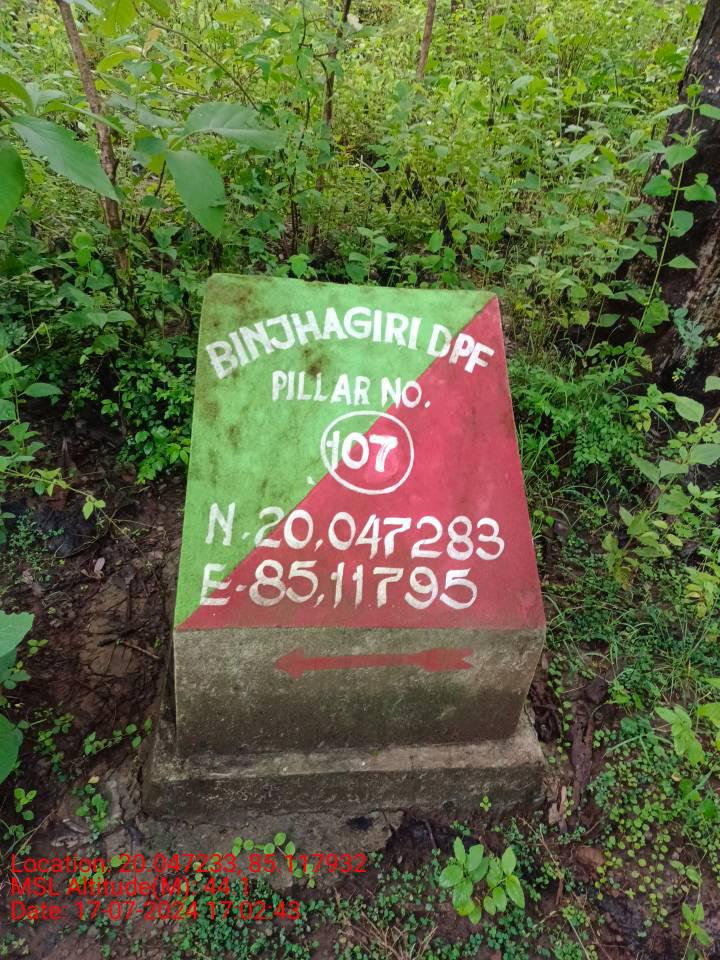 BINJHAGIRI DPF
PILLAR NO.
107
N.20.047283
E.85.11795
Location: 20.047233, 85.117932
MSL Altitude(M): 44.1
Date: 17-07-2024 17:02:43